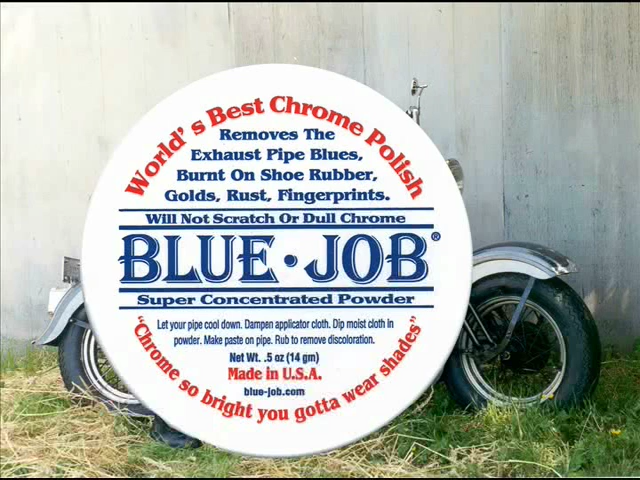 World's Best Chrome Polish
Removes The
Exhaust Pipe Blues,
Burnt On Shoe Rubber,
Golds, Rust, Fingerprints.
Will Not Scratch Or Dull Chrome
BLUE • JOB®
Super Concentrated Powder
Let your pipe cool down. Dampen applicator cloth. Dip moist cloth in
powder. Make paste on pipe. Rub to remove discoloration.
Net Wt. .5 oz (14 gm)
Made in U.S.A.
blue-job.com
"Chrome so bright you gotta wear shades"